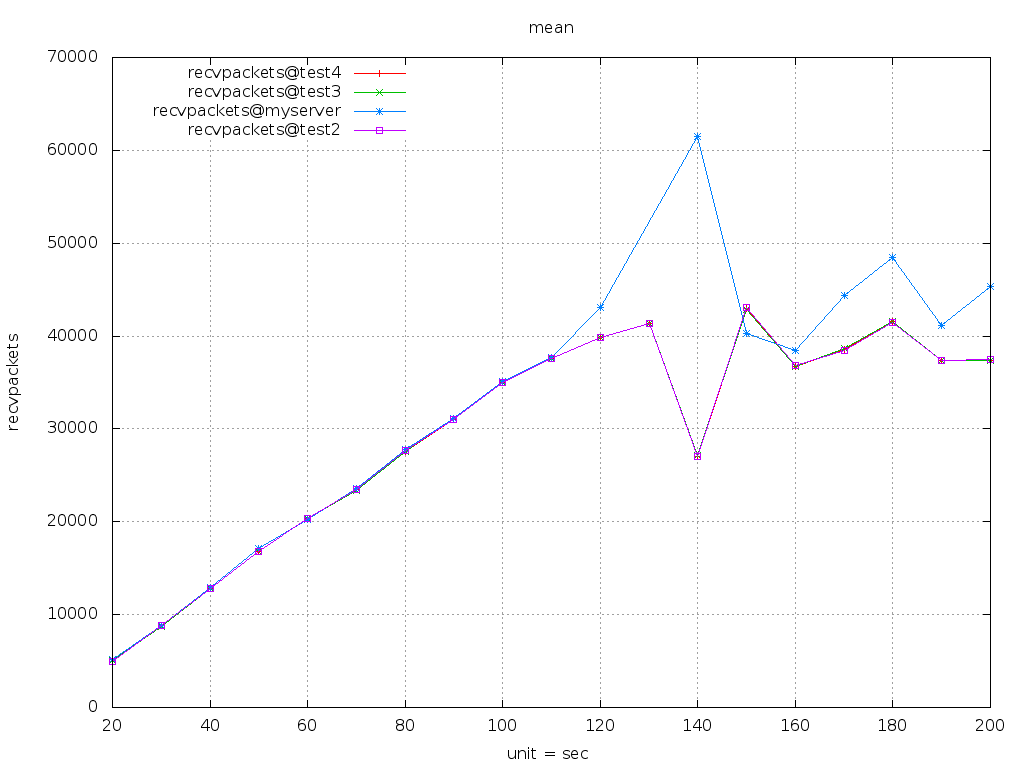 mean
70000
60000
50000
40000
30000
20000
10000
0
recvpackets@test4
recvpackets@test3
recvpackets@myserver
recvpackets@test2
recvpackets
20 40 60 80 100 120 140 160 180 200
unit = sec